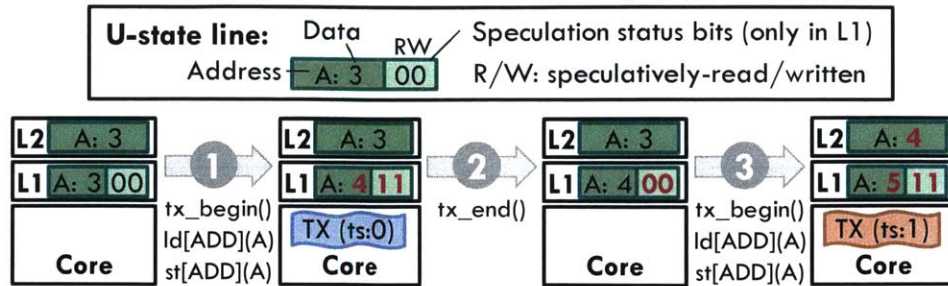 U-state line:
Data
RW
Speculation status bits (only in L1)
Address
A: 3
00
R/W: speculatively-read/written
L2 A: 3
L1 A: 3 00
Core
1
tx_begin()
ld[ADD](A)
st[ADD](A)
L2 A: 3
L1 A: 4 11
TX (ts:0)
Core
2
tx_end()
L2 A: 3
L1 A: 4 00
Core
3
tx_begin()
ld[ADD](A)
st[ADD](A)
L2 A: 4
L1 A: 5 11
TX (ts:1)
Core